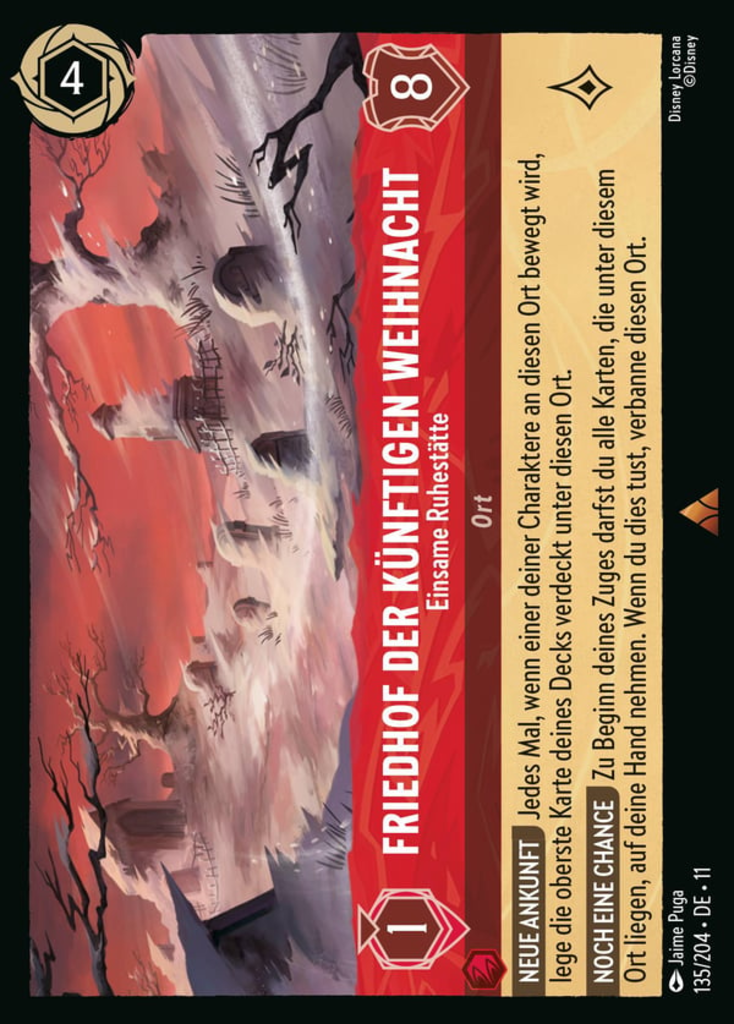 4
1
FRIEDHOF DER KÜNFTIGEN WEIHNACHT
Einsame Ruhestätte
8
Ort
NEUE ANKUNFT Jedes Mal, wenn einer deiner Charaktere an diesen Ort bewegt wird,
lege die oberste Karte deines Decks verdeckt unter diesen Ort.
NOCH EINE CHANCE Zu Beginn deines Zuges darfst du alle Karten, die unter diesem
Ort liegen, auf deine Hand nehmen. Wenn du dies tust, verbanne diesen Ort.
Jaime Puga
135/204 • DE • 11
Disney Lorcana
©Disney